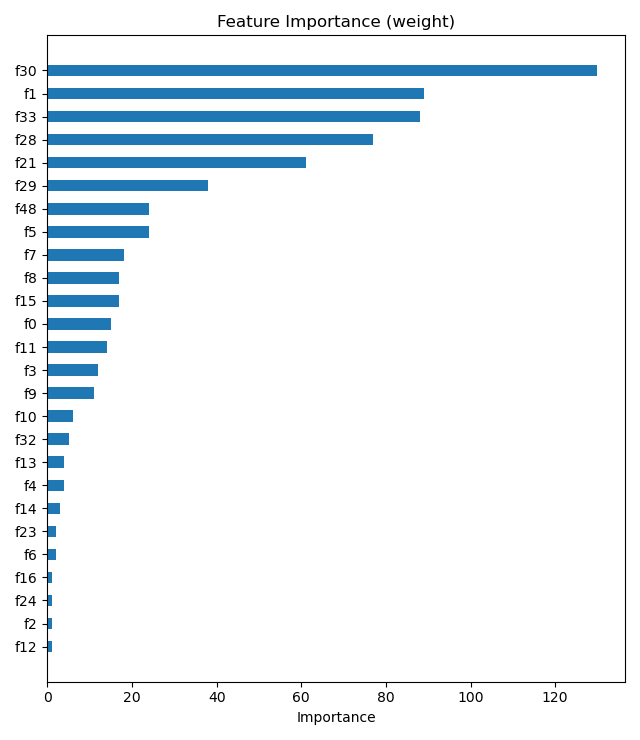 Feature Importance (weight)
f30
f1
f33
f28
f21
f29
f48
f5
f7
f8
f15
f0
f11
f3
f9
f10
f32
f13
f4
f14
f23
f6
f16
f24
f2
f12
0 20 40 60 80 100 120
Importance